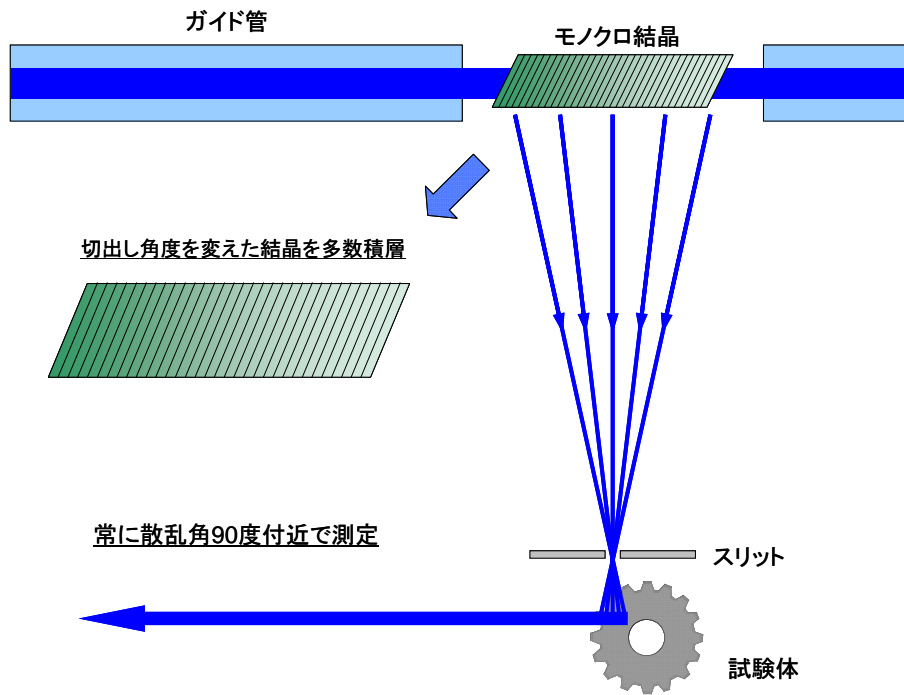 ガイド管
モノクロ結晶
切出し角度を変えた結晶を多数積層
常に散乱角90度付近で測定
スリット
試験体